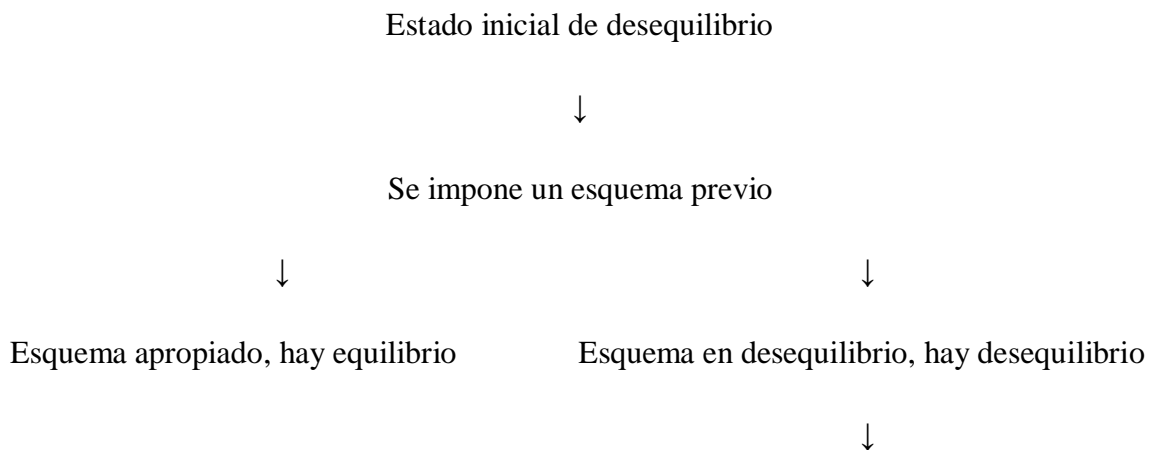 Estado inicial de desequilibrio
↓
Se impone un esquema previo
↓ ↓
Esquema apropiado, hay equilibrio Esquema en desequilibrio, hay desequilibrio
↓